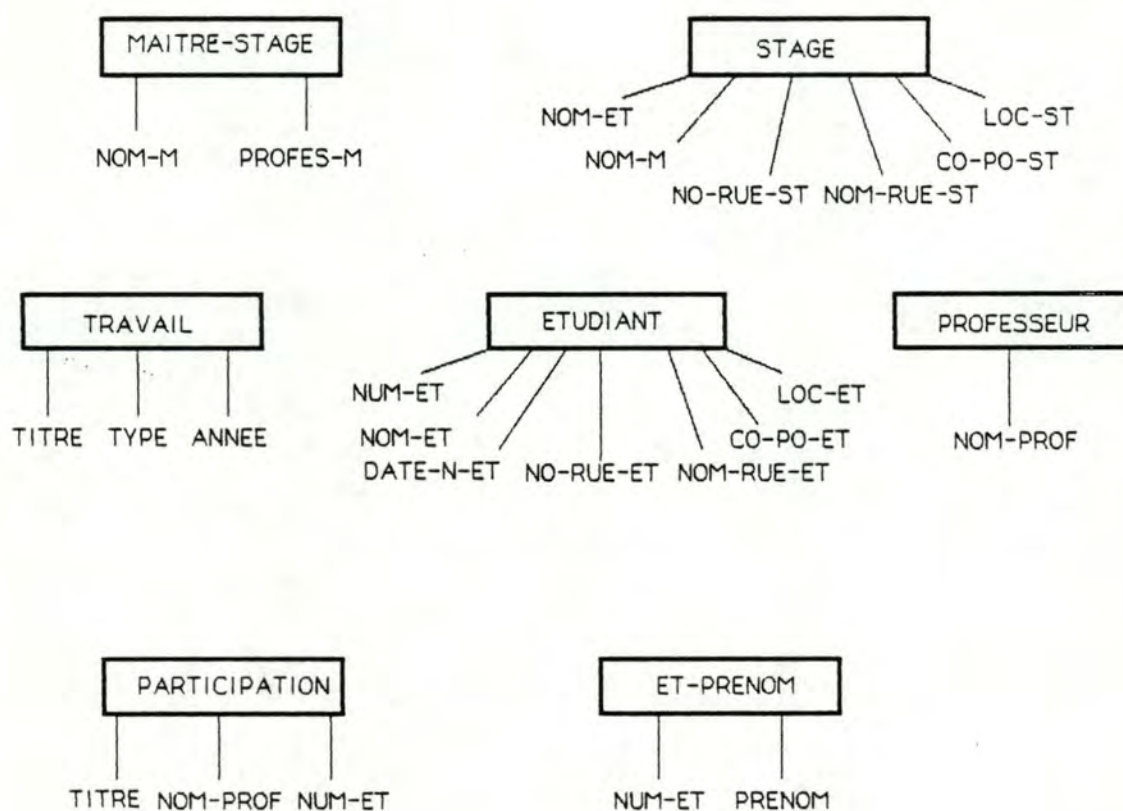 MAITRE-STAGE
NOM-M PROFES-M
STAGE
NOM-ET
NOM-M
NO-RUE-ST NOM-RUE-ST
CO-PO-ST
LOC-ST
TRAVAIL
TITRE TYPE ANNEE
ETUDIANT
NUM-ET
NOM-ET
DATE-N-ET NO-RUE-ET NOM-RUE-ET
CO-PO-ET
LOC-ET
PROFESSEUR
NOM-PROF
PARTICIPATION
TITRE NOM-PROF NUM-ET
ET-PRENOM
NUM-ET PRENOM